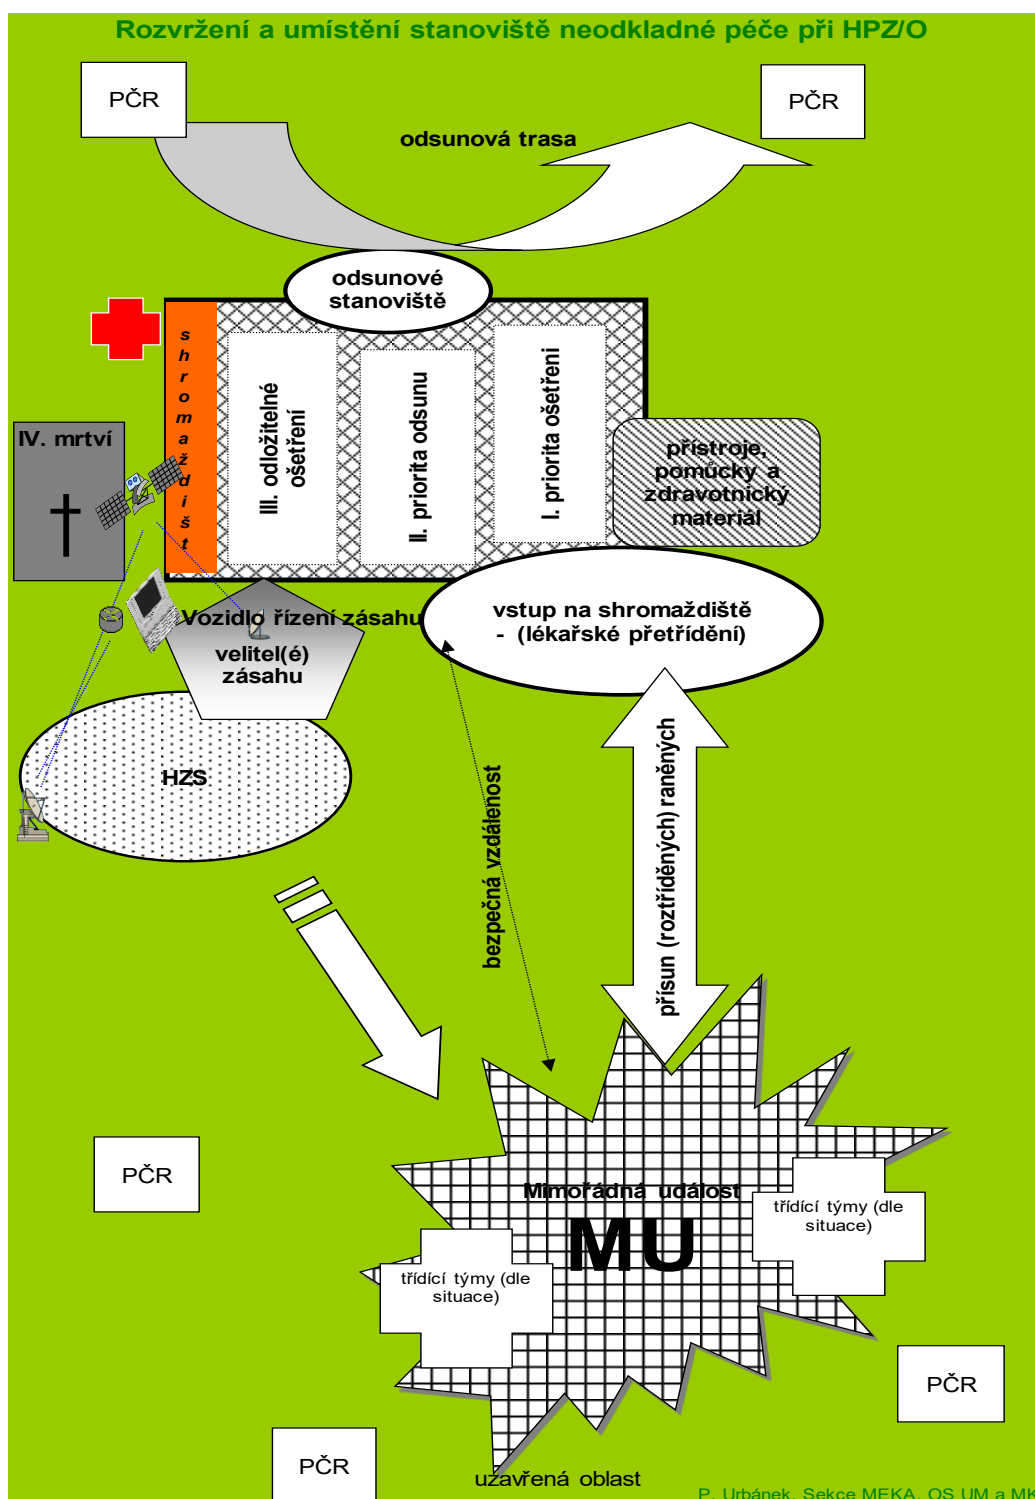 Rozvržení a umístění stanoviště neodkladné péče při HPZ/O
PČR
PČR
odsunová trasa
odsunové
stanoviště
shromaždišt
III. odložitelné
ošetření
II. priorita odsunu
I. priorita ošetřeni
IV. mrtví
přístroje,
pomůcky a
zdravotnický
materiál
Vozidlo řízení zásahu
velitel(é)
zásahu
vstup na shromaždiště
- (lékařské přetřídění)
HZS
bezpečná vzdálenost
přísun (roztříděných) raněných
PČR
Mimořádná událost
MU
třídící týmy (dle
situace)
třídící týmy (dle
situace)
PČR
PČR
uzavřená oblast
P. Urbánek, Sekce MEKA, OS UM a MK